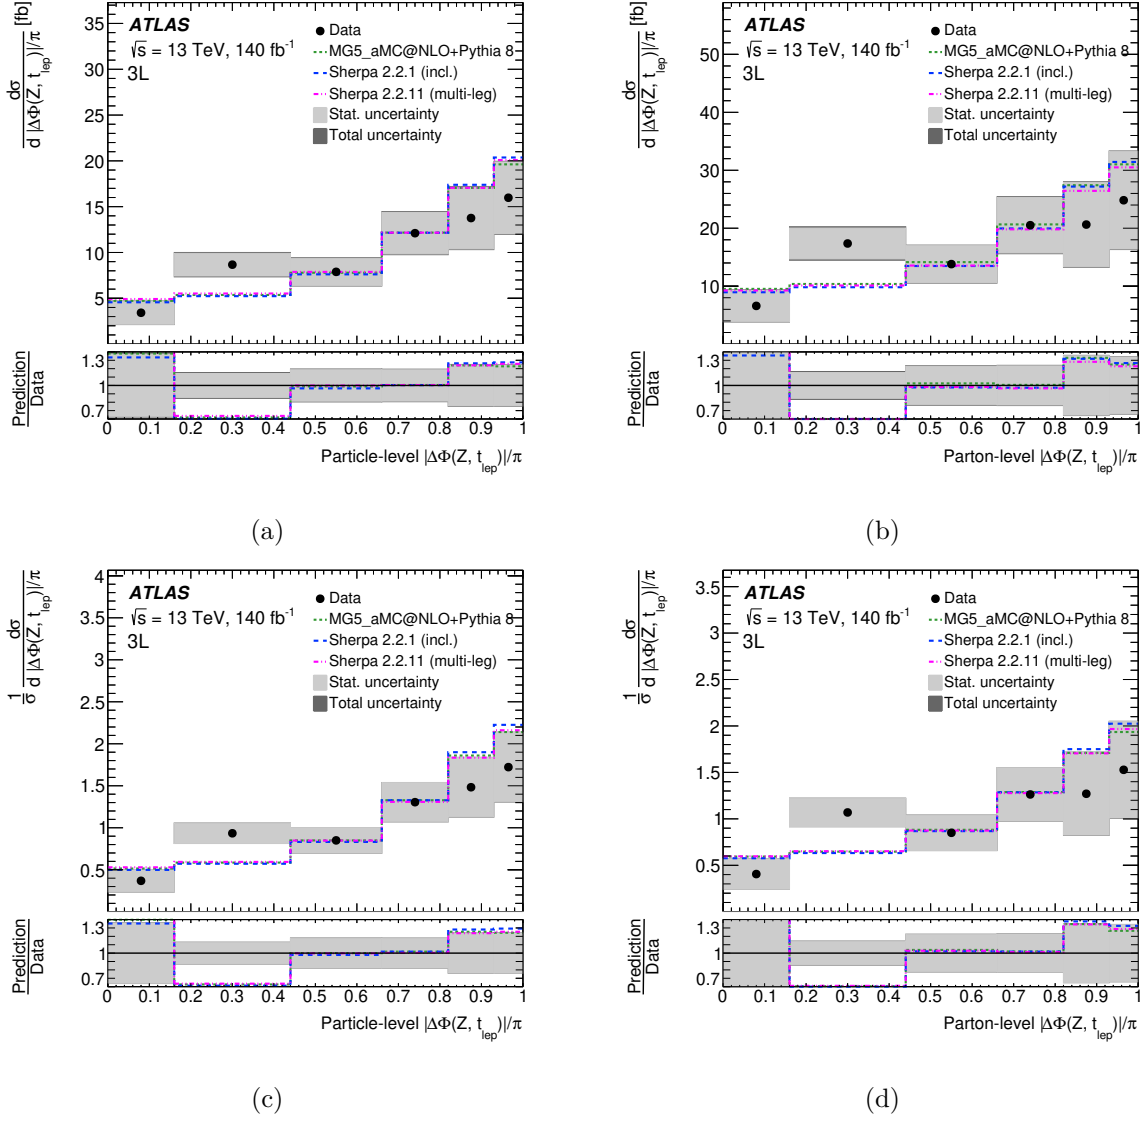 ATLAS
√s = 13 TeV, 140 fb⁻¹
3L
Data
MG5_aMC@NLO+Pythia 8
Sherpa 2.2.1 (incl.)
Sherpa 2.2.11 (multi-leg)
Stat. uncertainty
Total uncertainty
dσ / d |ΔΦ(Z, t_lep)|/π [fb]
35
30
25
20
15
10
5
Prediction / Data
1.3
1
0.7
0 0.1 0.2 0.3 0.4 0.5 0.6 0.7 0.8 0.9 1
Particle-level |ΔΦ(Z, t_lep)|/π
(a)
ATLAS
√s = 13 TeV, 140 fb⁻¹
3L
Data
MG5_aMC@NLO+Pythia 8
Sherpa 2.2.1 (incl.)
Sherpa 2.2.11 (multi-leg)
Stat. uncertainty
Total uncertainty
dσ / d |ΔΦ(Z, t_lep)|/π [fb]
50
40
30
20
10
Prediction / Data
1.3
1
0.7
0 0.1 0.2 0.3 0.4 0.5 0.6 0.7 0.8 0.9 1
Parton-level |ΔΦ(Z, t_lep)|/π
(b)
ATLAS
√s = 13 TeV, 140 fb⁻¹
3L
Data
MG5_aMC@NLO+Pythia 8
Sherpa 2.2.1 (incl.)
Sherpa 2.2.11 (multi-leg)
Stat. uncertainty
Total uncertainty
1/σ dσ / d |ΔΦ(Z, t_lep)|/π
4
3.5
3
2.5
2
1.5
1
0.5
Prediction / Data
1.3
1
0.7
0 0.1 0.2 0.3 0.4 0.5 0.6 0.7 0.8 0.9 1
Particle-level |ΔΦ(Z, t_lep)|/π
(c)
ATLAS
√s = 13 TeV, 140 fb⁻¹
3L
Data
MG5_aMC@NLO+Pythia 8
Sherpa 2.2.1 (incl.)
Sherpa 2.2.11 (multi-leg)
Stat. uncertainty
Total uncertainty
1/σ dσ / d |ΔΦ(Z, t_lep)|/π
3.5
3
2.5
2
1.5
1
0.5
Prediction / Data
1.3
1
0.7
0 0.1 0.2 0.3 0.4 0.5 0.6 0.7 0.8 0.9 1
Parton-level |ΔΦ(Z, t_lep)|/π
(d)